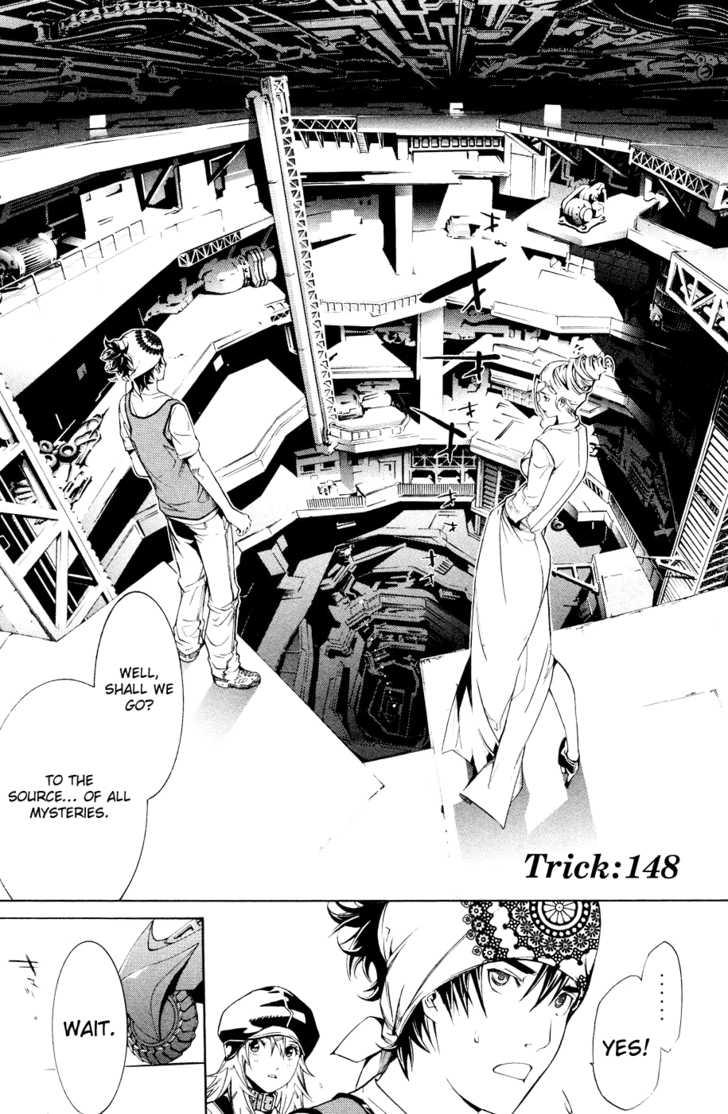 WELL,
SHALL WE
GO?
TO THE
SOURCE... OF ALL
MYSTERIES.
Trick:148
......
YES!
WAIT.